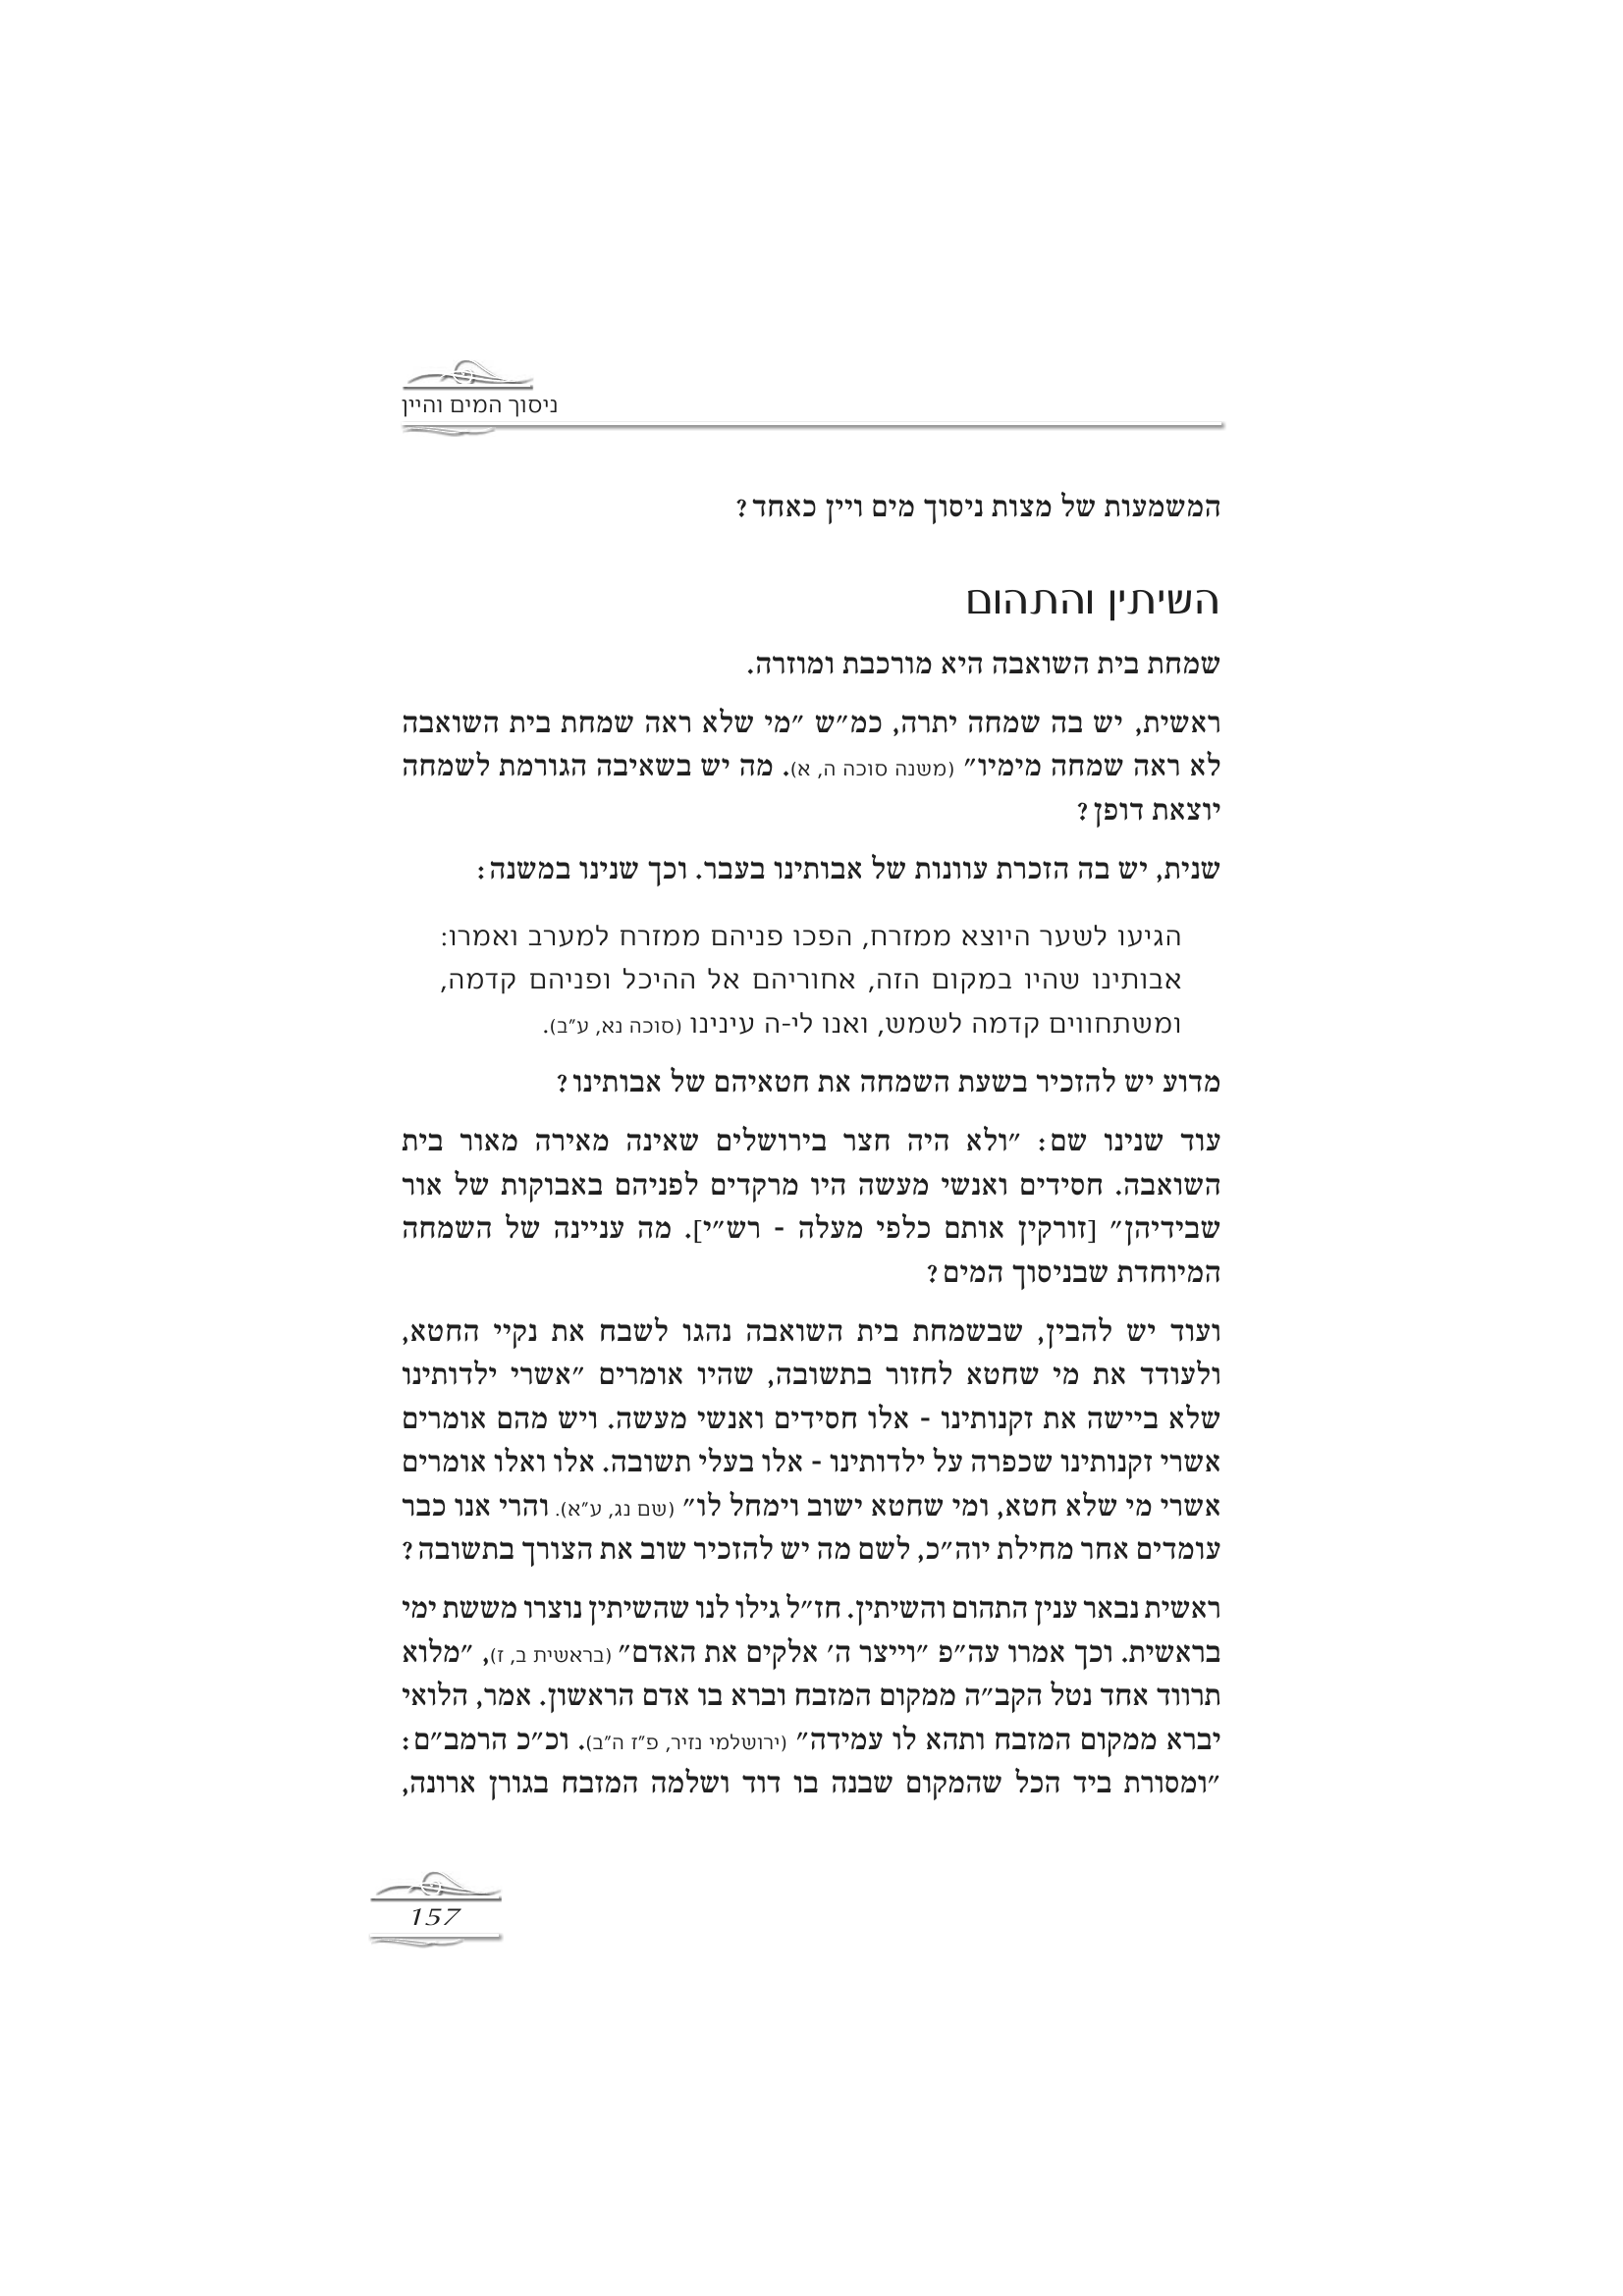 ניסוך המים והיין
המשמעות של מצות ניסוך מים ויין כאחד?
השיתין והתהום
שמחת בית השואבה היא מורכבת ומוזרה.
ראשית, יש בה שמחה יתרה, כמ״ש ״מי שלא ראה שמחת בית השואבה
לא ראה שמחה מימיו״ (משנה סוכה ה, א). מה יש בשאיבה הגורמת לשמחה
יוצאת דופן?
שנית, יש בה הזכרת עוונות של אבותינו בעבר. וכך שנינו במשנה:
הגיעו לשער היוצא ממזרח, הפכו פניהם ממזרח למערב ואמרו:
אבותינו שהיו במקום הזה, אחוריהם אל ההיכל ופניהם קדמה,
ומשתחווים קדמה לשמש, ואנו לי-ה עינינו (סוכה נא, ע״ב).
מדוע יש להזכיר בשעת השמחה את חטאיהם של אבותינו?
עוד שנינו שם: ״ולא היה חצר בירושלים שאינה מאירה מאור בית
השואבה. חסידים ואנשי מעשה היו מרקדים לפניהם באבוקות של אור
שבידיהן״ [זורקין אותם כלפי מעלה - רש״י]. מה עניינה של השמחה
המיוחדת שבניסוך המים?
ועוד יש להבין, שבשמחת בית השואבה נהגו לשבח את נקיי החטא,
ולעודד את מי שחטא לחזור בתשובה, שהיו אומרים ״אשרי ילדותינו
שלא ביישה את זקנותינו - אלו חסידים ואנשי מעשה. ויש מהם אומרים
אשרי זקנותינו שכפרה על ילדותינו - אלו בעלי תשובה. אלו ואלו אומרים
אשרי מי שלא חטא, ומי שחטא ישוב וימחל לו״ (שם נג, ע״א). והרי אנו כבר
עומדים אחר מחילת יוה״כ, לשם מה יש להזכיר שוב את הצורך בתשובה?
ראשית נבאר ענין התהום והשיתין. חז״ל גילו לנו שהשיתין נוצרו מששת ימי
בראשית. וכך אמרו עה״פ ״וייצר ה׳ אלקים את האדם״ (בראשית ב, ז), ״מלוא
תרווד אחד נטל הקב״ה ממקום המזבח וברא בו אדם הראשון. אמר, הלואי
יברא ממקום המזבח ותהא לו עמידה״ (ירושלמי נזיר, פ״ז ה״ב). וכ״כ הרמב״ם:
״ומסורת ביד הכל שהמקום שבנה בו דוד ושלמה המזבח בגורן ארונה,
157